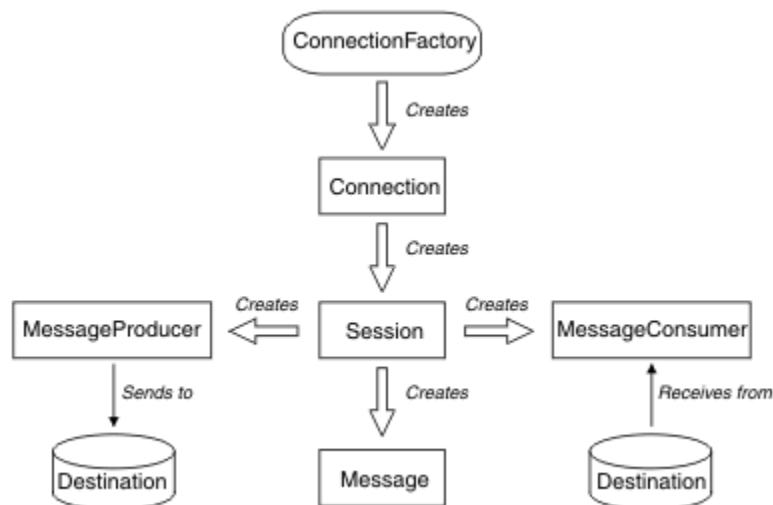 ConnectionFactory
Creates
Connection
Creates
Creates
Creates
MessageProducer
Session
MessageConsumer
Sends to
Creates
Receives from
Destination
Message
Destination